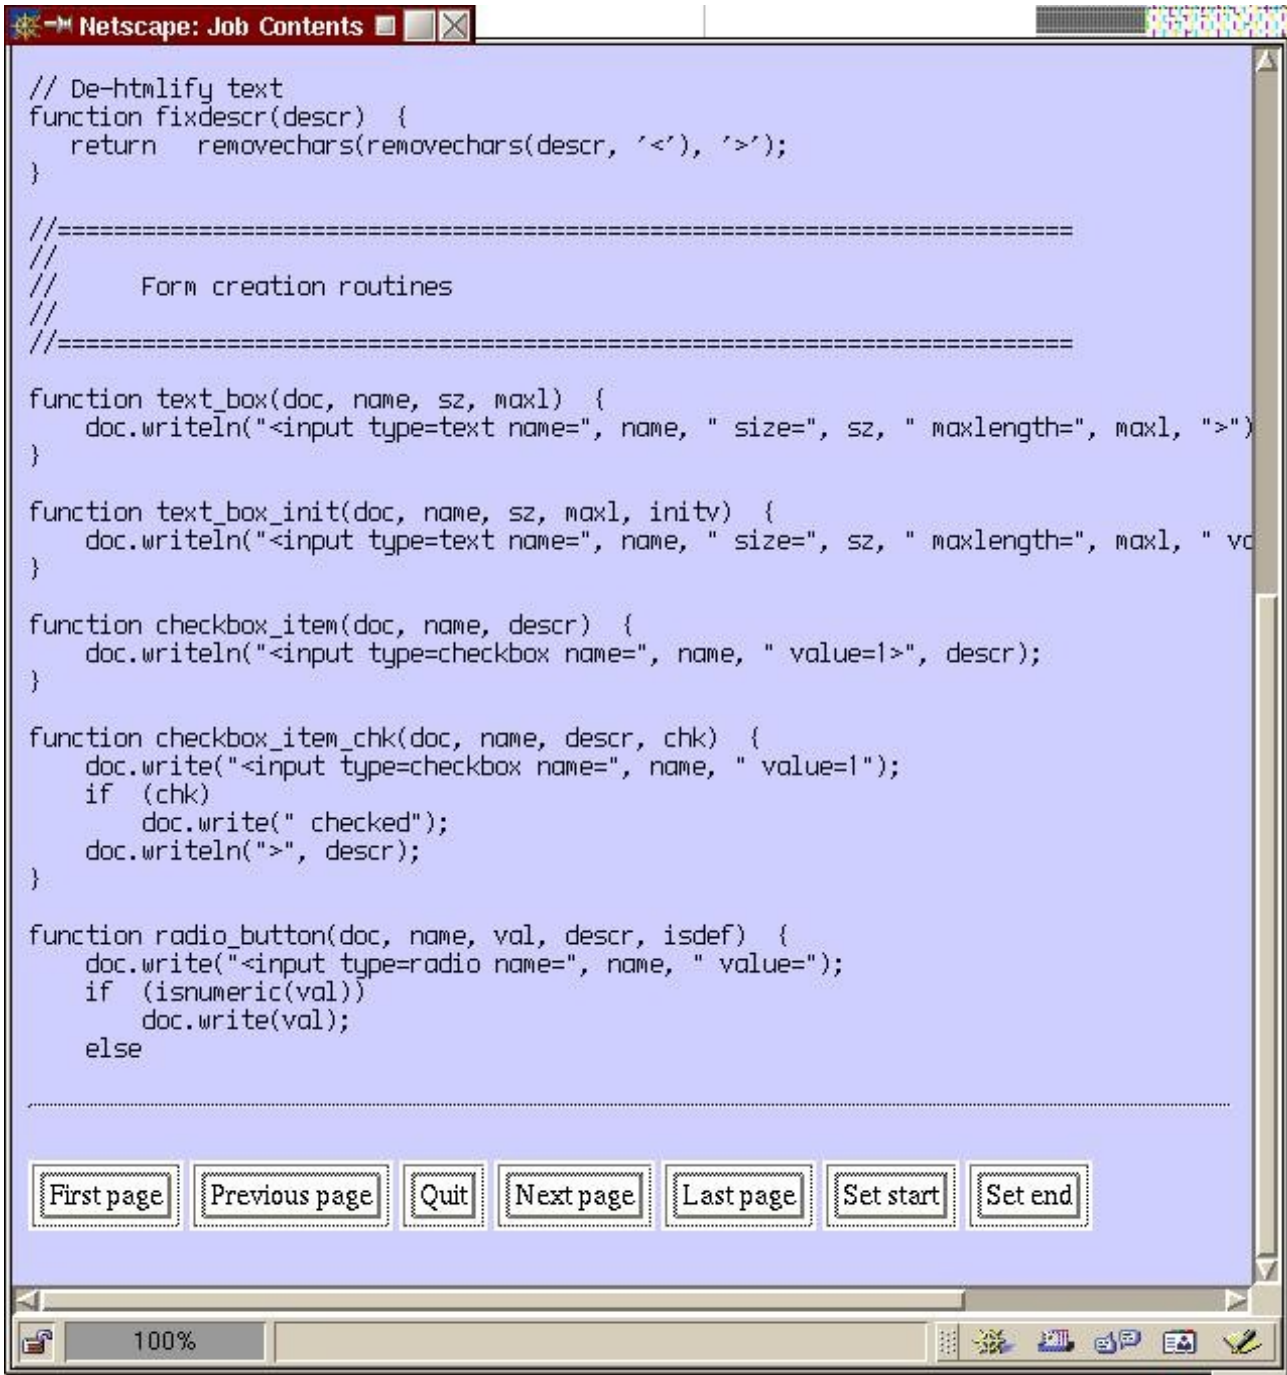 Netscape: Job Contents
// De-htmlify text
function fixdescr(descr)  {
   return   removechars(removechars(descr, '<'), '>');
}
//========================================================================
//
//      Form creation routines
//
//========================================================================
function text_box(doc, name, sz, maxl)  {
    doc.writeln("<input type=text name=", name, " size=", sz, " maxlength=", maxl, ">")
}
function text_box_init(doc, name, sz, maxl, initv)  {
    doc.writeln("<input type=text name=", name, " size=", sz, " maxlength=", maxl, "
}
function checkbox_item(doc, name, descr)  {
    doc.writeln("<input type=checkbox name=", name, " value=1>", descr);
}
function checkbox_item_chk(doc, name, descr, chk)  {
    doc.write("<input type=checkbox name=", name, " value=1");
    if  (chk)
        doc.write(" checked");
    doc.writeln(">", descr);
}
function radio_button(doc, name, val, descr, isdef)  {
    doc.write("<input type=radio name=", name, " value=");
    if  (isnumeric(val))
        doc.write(val);
    else
First page Previous page Quit Next page Last page Set start Set end
100%